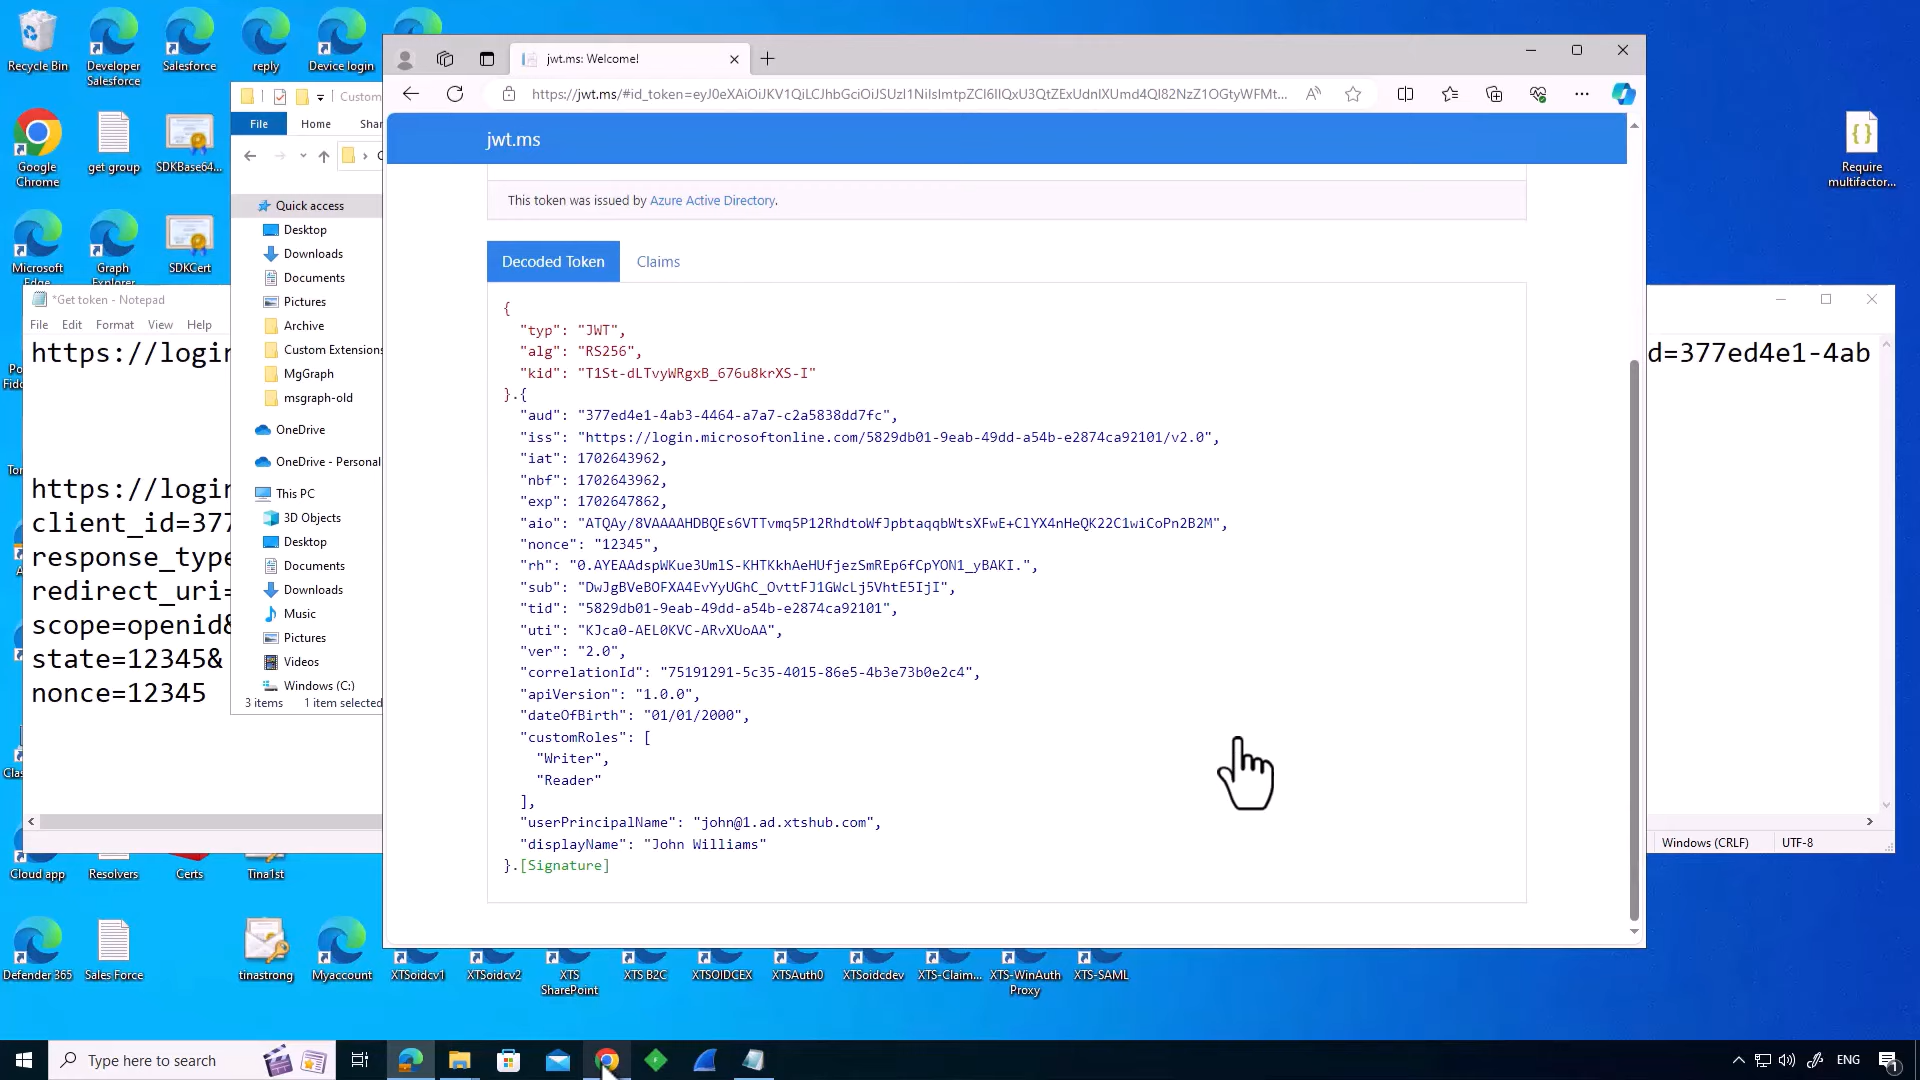 Recycle Bin
Developer Salesforce
Salesforce
reply
Device login
Google Chrome
get group
SDKBase64...
Microsoft Edge
Graph Explorer
SDKCert
Require multifactor...
jwt.ms: Welcome!
https://jwt.ms/#id_token=eyJ0eXAiOiJKV1QiLCJhbGciOiJSUzI1NiIsImtpZCI6IlQxU3QtZExUdnlXUmd4Ql82NzZ1OGtyWFMt...
Custom
File
Home
Shar
Quick access
Desktop
Downloads
Documents
Pictures
Archive
Custom Extensions
MgGraph
msgraph-old
OneDrive
OneDrive - Personal
This PC
3D Objects
Desktop
Documents
Downloads
Music
Pictures
Videos
Windows (C:)
3 items
1 item selected
*Get token - Notepad
File
Edit
Format
View
Help
https://login
d=377ed4e1-4ab
https://login
client_id=377
response_type
redirect_uri=
scope=openid&
state=12345&
nonce=12345
Windows (CRLF)
UTF-8
jwt.ms
This token was issued by Azure Active Directory.
Decoded Token
Claims
{
"typ": "JWT",
"alg": "RS256",
"kid": "T1St-dLTvyWRgxB_676u8krXS-I"
}.{
"aud": "377ed4e1-4ab3-4464-a7a7-c2a5838dd7fc",
"iss": "https://login.microsoftonline.com/5829db01-9eab-49dd-a54b-e2874ca92101/v2.0",
"iat": 1702643962,
"nbf": 1702643962,
"exp": 1702647862,
"aio": "ATQAy/8VAAAAHDBQEs6VTTvmq5P12RhdtoWfJpbtaqqbWtsXFwE+ClYX4nHeQK22C1wiCoPn2B2M",
"nonce": "12345",
"rh": "0.AYEAAdspWKue3UmlS-KHTKkhAeHUfjezSmREp6fCpYON1_yBAKI.",
"sub": "DwJgBVeBOFXA4EvYyUGhC_OvttFJ1GWcLj5VhtE5IjI",
"tid": "5829db01-9eab-49dd-a54b-e2874ca92101",
"uti": "KJca0-AEL0KVC-ARvXUoAA",
"ver": "2.0",
"correlationId": "75191291-5c35-4015-86e5-4b3e73b0e2c4",
"apiVersion": "1.0.0",
"dateOfBirth": "01/01/2000",
"customRoles": [
"Writer",
"Reader"
],
"userPrincipalName": "john@1.ad.xtshub.com",
"displayName": "John Williams"
}.[Signature]
Cloud app
Resolvers
Certs
Tina1st
Defender 365
Sales Force
tinastrong
Myaccount
XTSoidcv1
XTSoidcv2
XTS SharePoint
XTS B2C
XTSOIDCEX
XTSAuth0
XTSoidcdev
XTS-Claim...
XTS-WinAuth Proxy
XTS-SAML
Type here to search
ENG
1